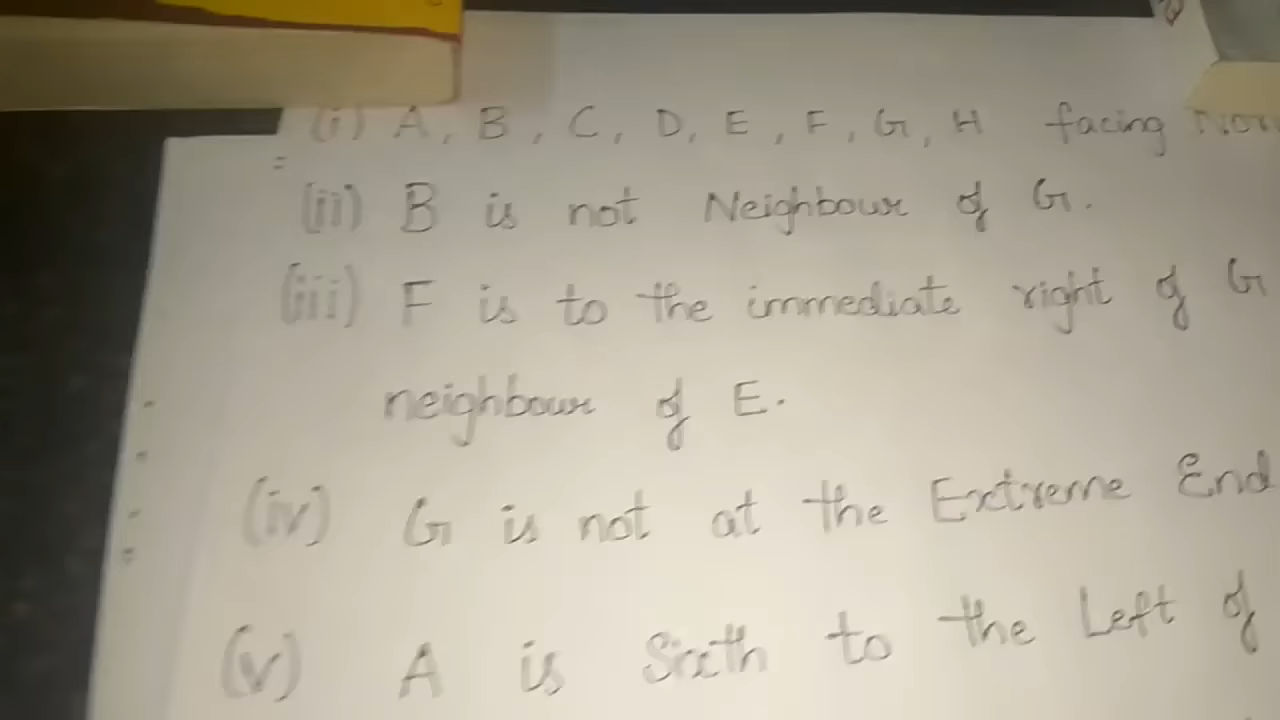 (i) A, B, C, D, E, F, G, H facing
(ii) B is not Neighbour of G.
(iii) F is to the immediate right of G
neighbour of E.
(iv) G is not at the Extreme End
(v) A is Sixth to the Left of